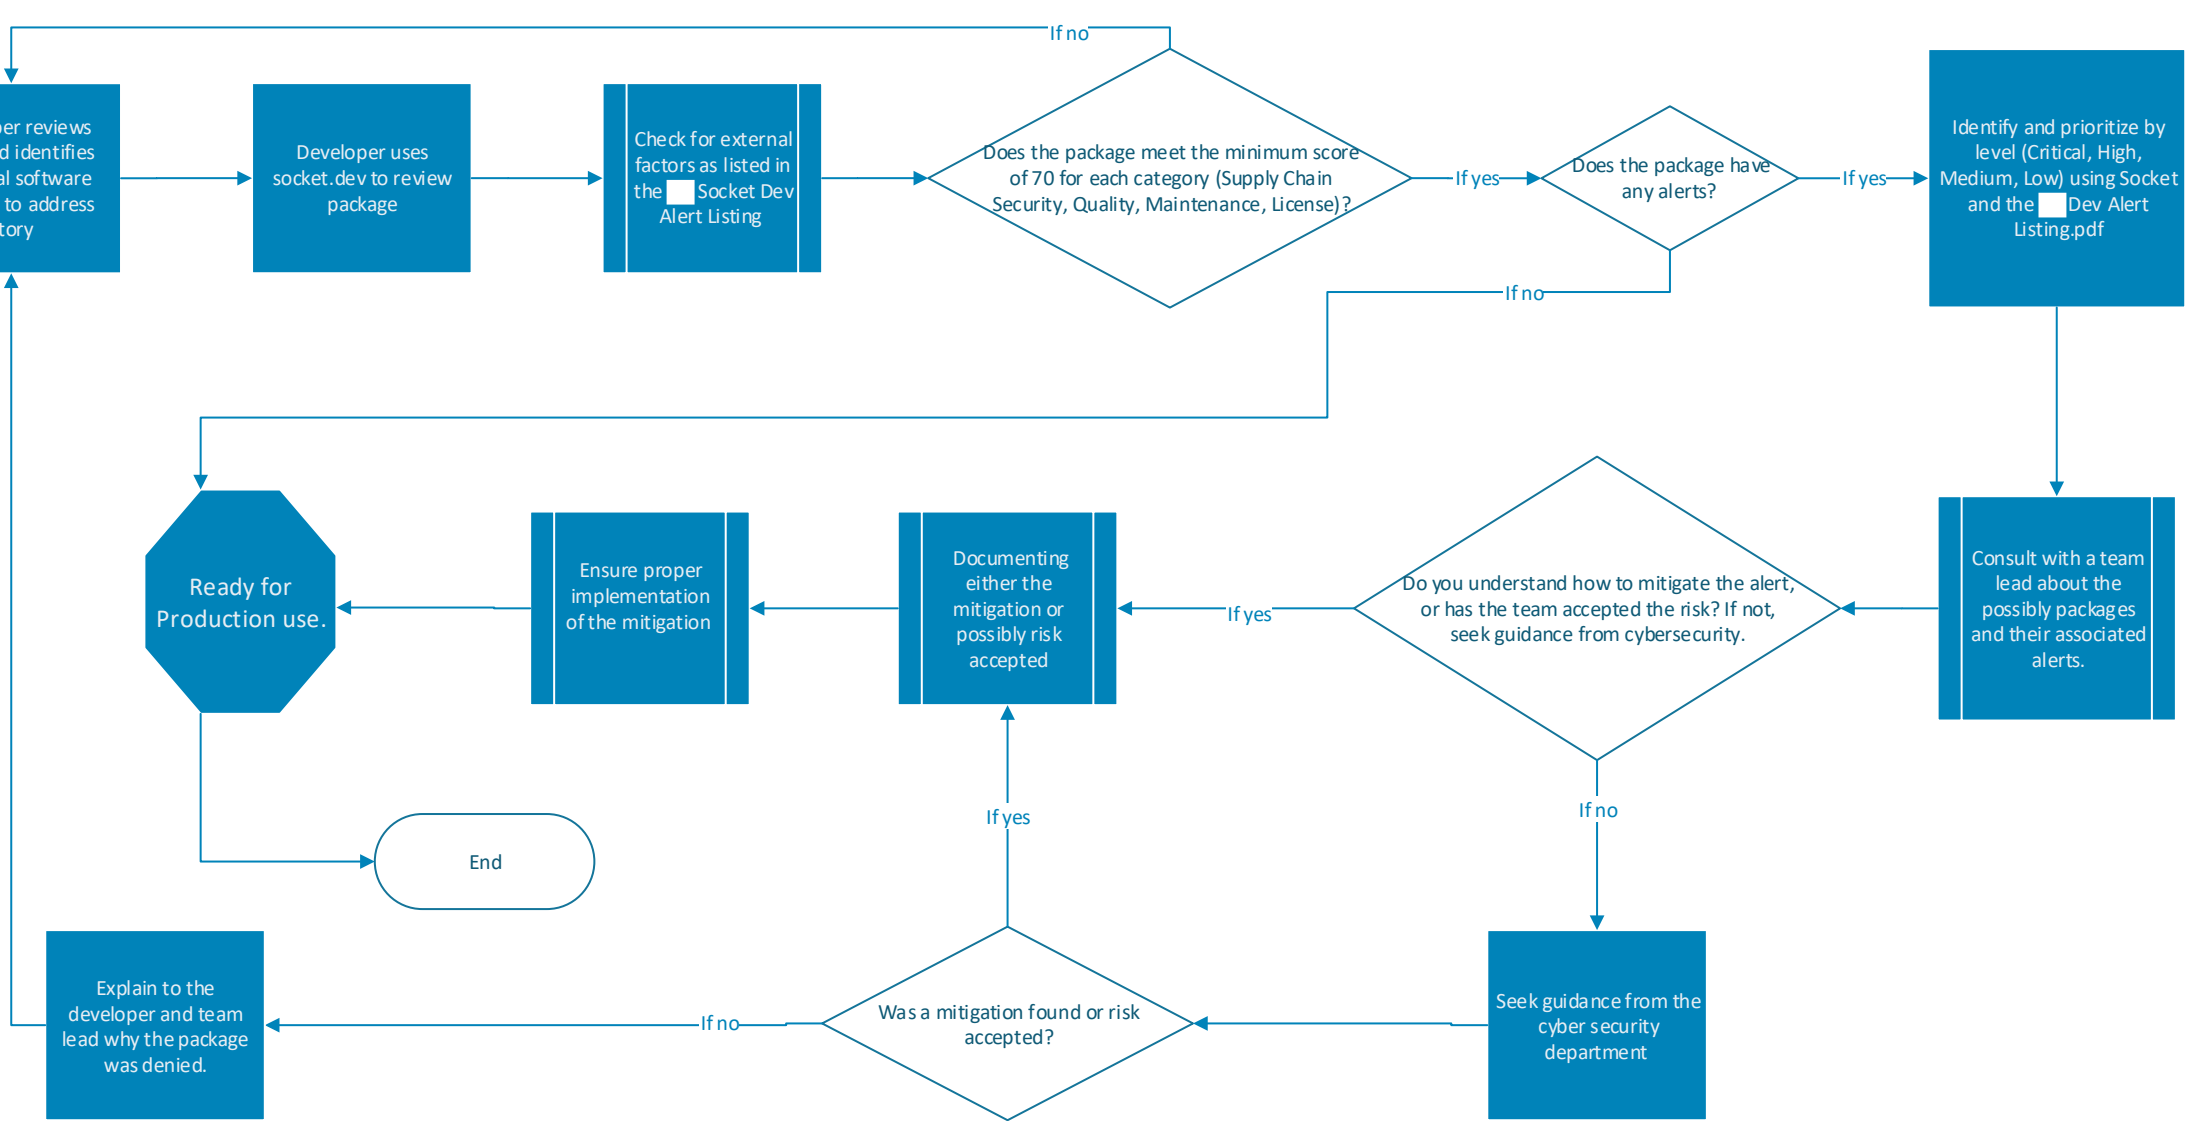 If no
er reviews
d identifies
al software
to address
tory
Developer uses
socket.dev to review
package
Check for external
factors as listed in
the Socket Dev
Alert Listing
Does the package meet the minimum score
of 70 for each category (Supply Chain
Security, Quality, Maintenance, License)?
If yes
Does the package have
any alerts?
If yes
Identify and prioritize by
level (Critical, High,
Medium, Low) using Socket
and the Dev Alert
Listing.pdf
If no
Ready for
Production use.
Ensure proper
implementation
of the mitigation
Documenting
either the
mitigation or
possibly risk
accepted
If yes
Do you understand how to mitigate the alert,
or has the team accepted the risk? If not,
seek guidance from cybersecurity.
Consult with a team
lead about the
possibly packages
and their associated
alerts.
If yes
If no
End
Explain to the
developer and team
lead why the package
was denied.
If no
Was a mitigation found or risk
accepted?
Seek guidance from the
cyber security
department